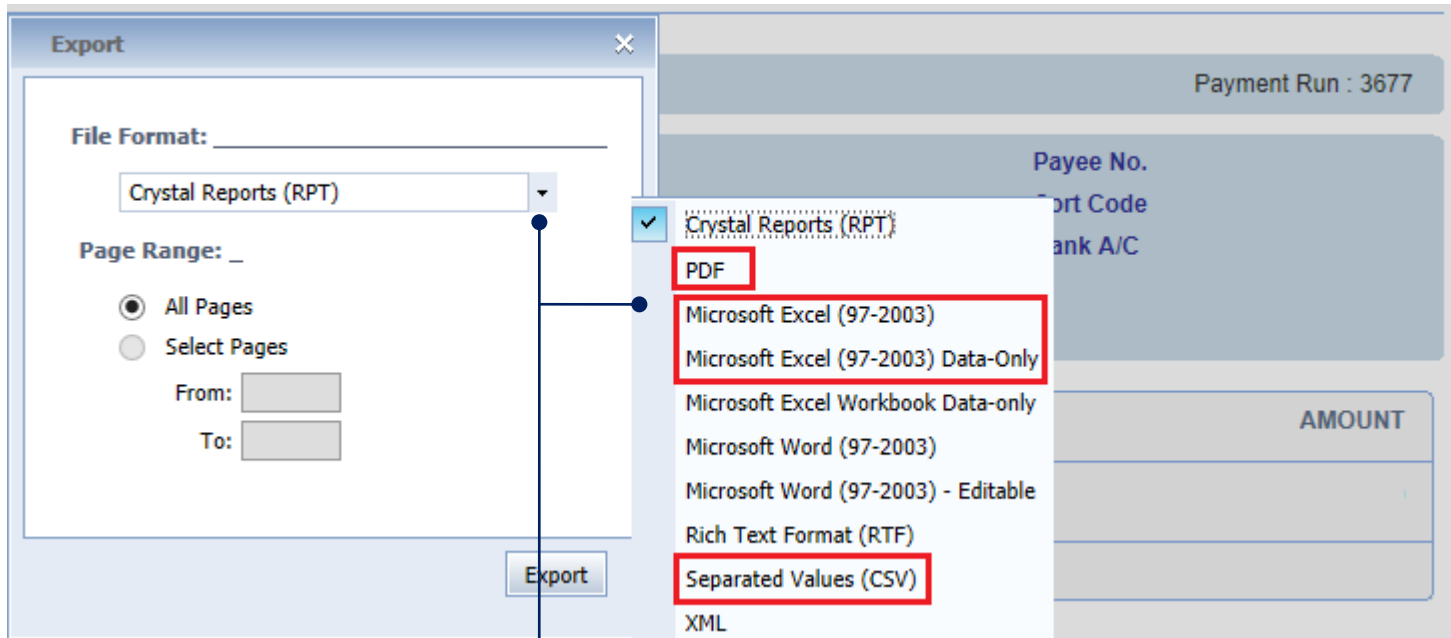 Export
Payment Run : 3677
File Format:
Crystal Reports (RPT)
Page Range:
All Pages
Select Pages
From:
To:
Export
Crystal Reports (RPT)
PDF
Microsoft Excel (97-2003)
Microsoft Excel (97-2003) Data-Only
Microsoft Excel Workbook Data-only
Microsoft Word (97-2003)
Microsoft Word (97-2003) - Editable
Rich Text Format (RTF)
Separated Values (CSV)
XML
Payee No.
ort Code
ank A/C
AMOUNT